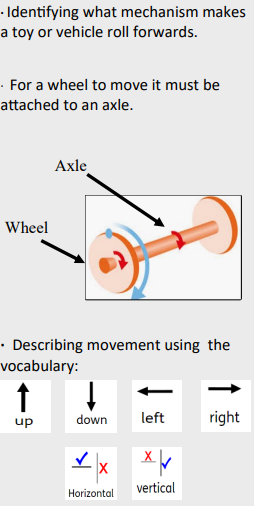 · Identifying what mechanism makes
a toy or vehicle roll forwards.
· For a wheel to move it must be
attached to an axle.
Axle
Wheel
· Describing movement using the
vocabulary:
up
down
left
right
Horizontal
vertical